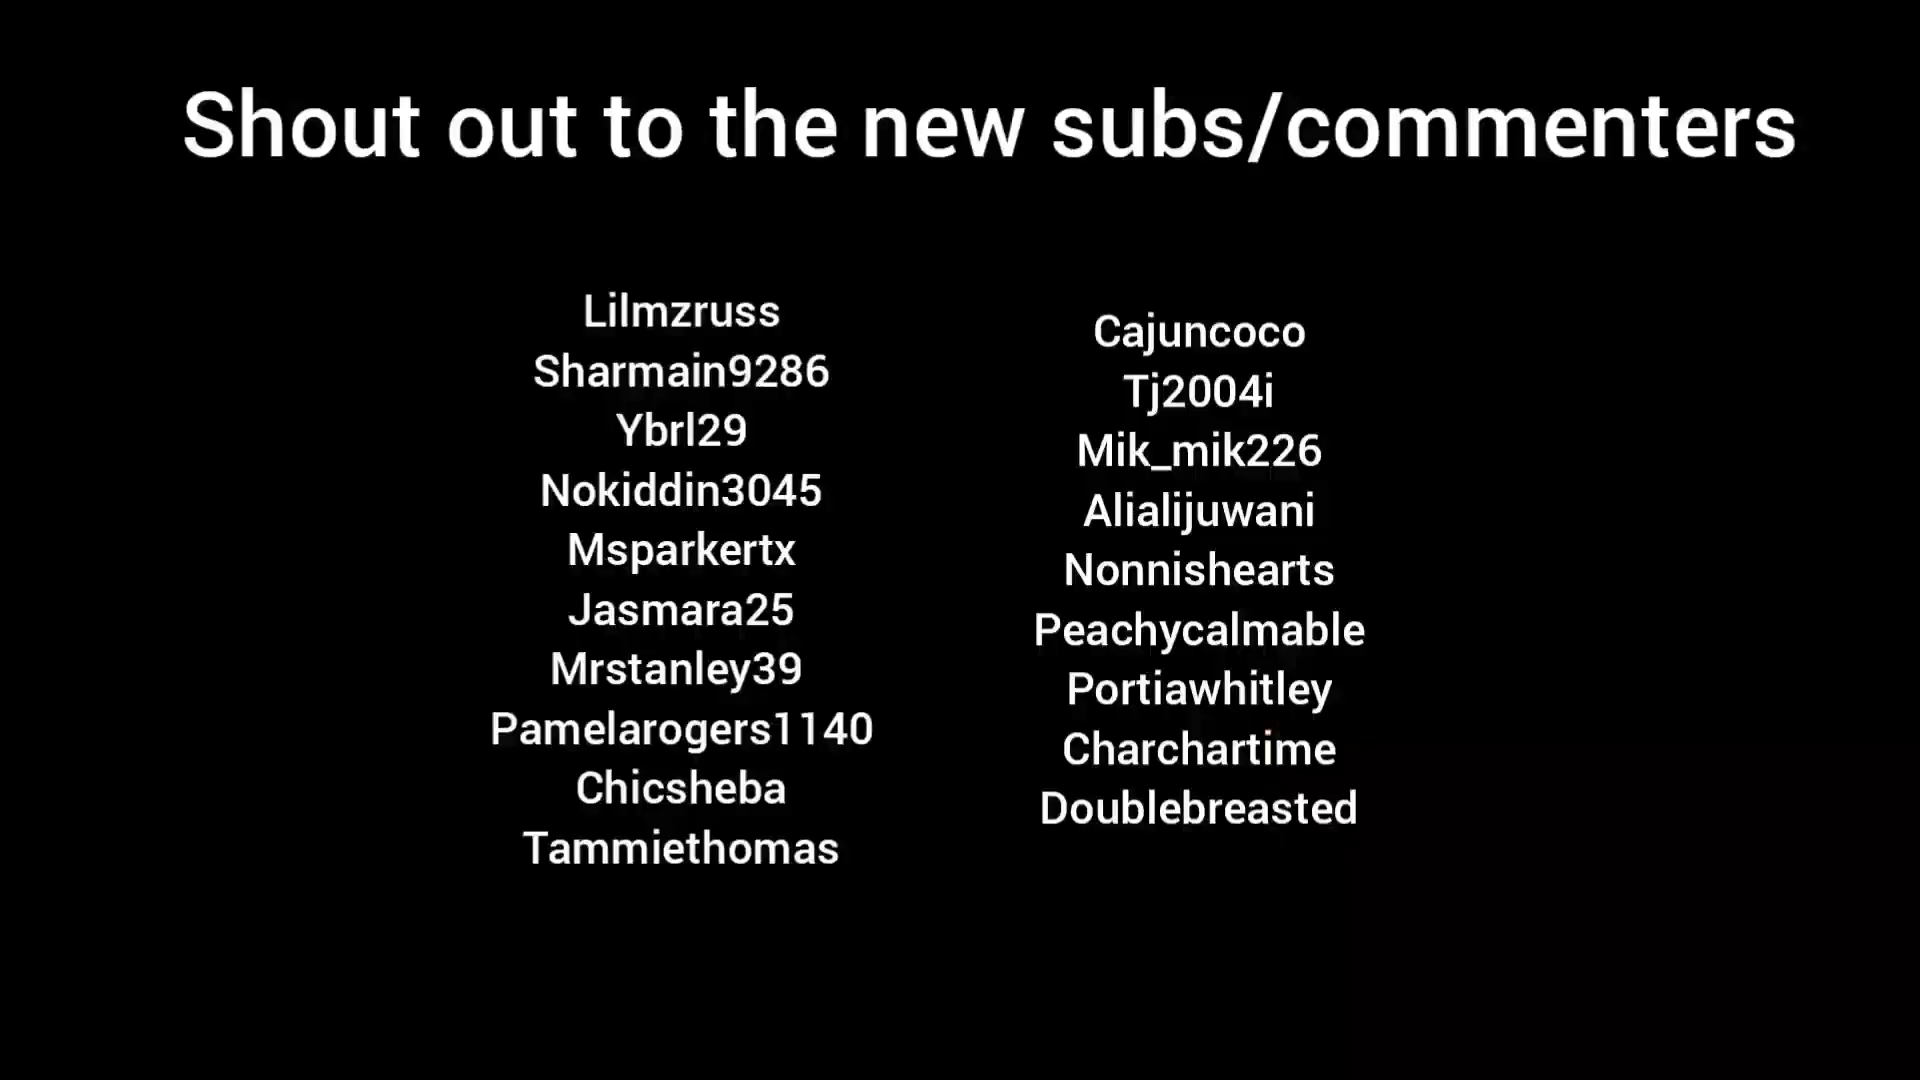 Shout out to the new subs/commenters
Lilmzruss
Sharmain9286
Ybrl29
Nokiddin3045
Msparkertx
Jasmara25
Mrstanley39
Pamelarogers1140
Chicsheba
Tammiethomas
Cajuncoco
Tj2004i
Mik_mik226
Alialijuwani
Nonnishearts
Peachycalmable
Portiawhitley
Charchartime
Doublebreasted